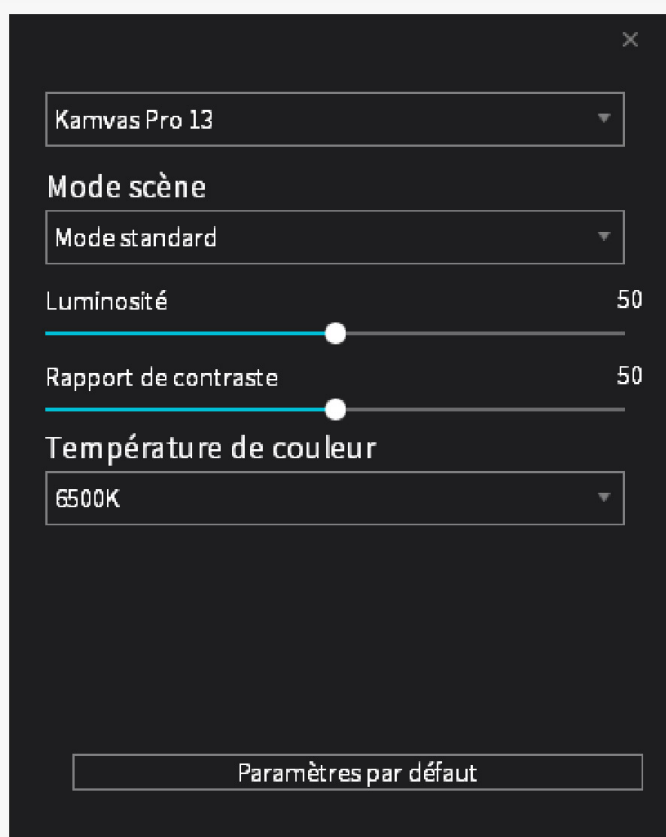 Kamvas Pro 13
Mode scène
Mode standard
Luminosité 50
Rapport de contraste 50
Température de couleur
6500K
Paramètres par défaut